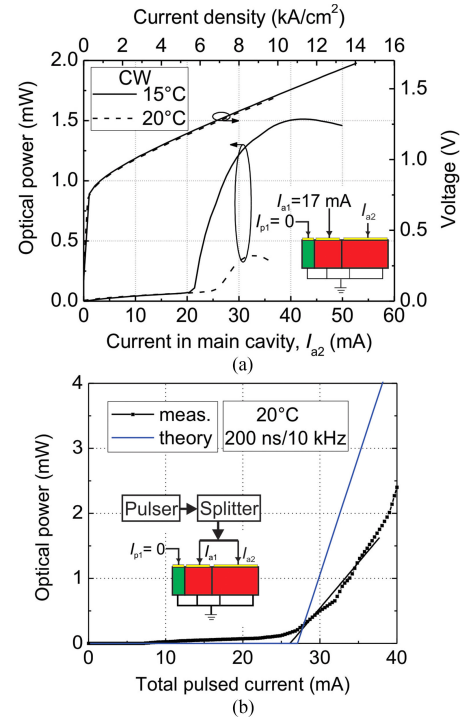 Current density (kA/cm²)
0 2 4 6 8 10 12 14 16
(a)
2.0
1.5
1.0
0.5
0.0
Optical power (mW)
CW
15°C
20°C
1.5
1.0
0.5
0.0
Voltage (V)
I_a1=17 mA
I_p1= 0
I_a2
0 10 20 30 40 50 60
Current in main cavity, I_a2 (mA)
(a)
(b)
4
3
2
1
0
Optical power (mW)
meas.
theory
20°C
200 ns/10 kHz
Pulser
Splitter
I_p1= 0
I_a1
I_a2
0 10 20 30 40
Total pulsed current (mA)
(b)